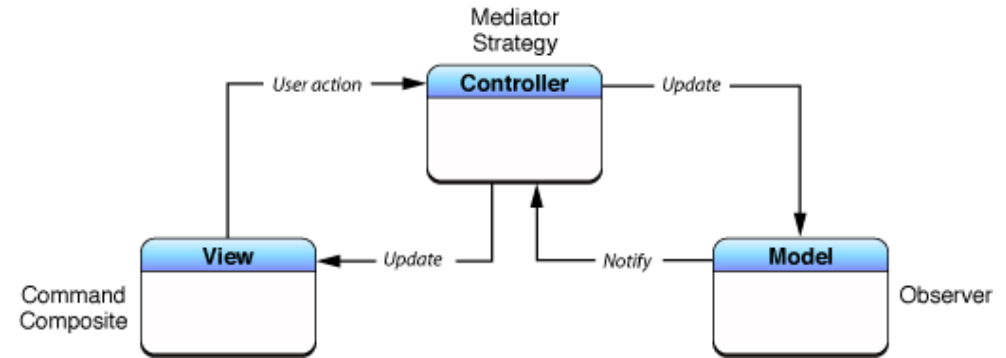 Mediator
Strategy
User action
Controller
Update
View
Update
Notify
Model
Command
Composite
Observer